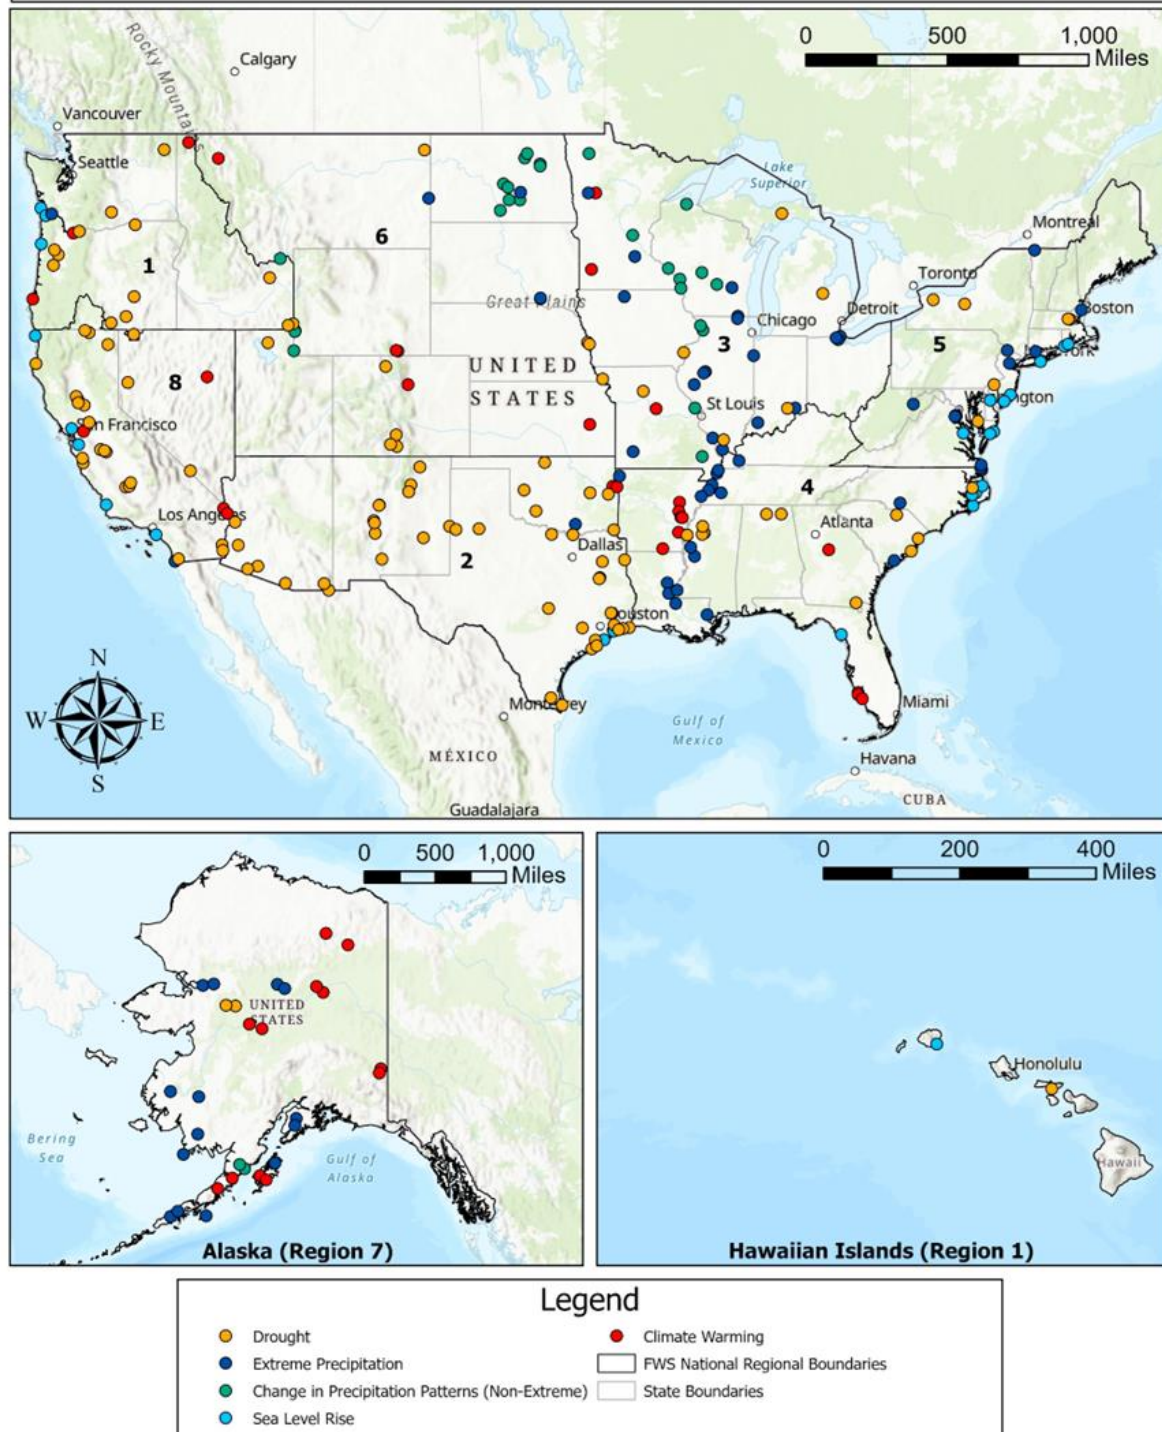 0 500 1,000
Miles
Rocky Mountains
Calgary
Vancouver
Seattle
Lake
Superior
Montreal
6
1
Toronto
Great Plains
Boston
Detroit
Chicago
3
5
New York
UNITED
STATES
8
St Louis
Washington
San Francisco
4
Los Angeles
Atlanta
2
Dallas
Houston
N
W E
S
Monterrey
Miami
Gulf of
Mexico
MÉXICO
Havana
CUBA
Guadalajara
0 500 1,000
Miles
UNITED
STATES
Bering
Sea
Gulf of
Alaska
Alaska (Region 7)
0 200 400
Miles
Honolulu
Hawaii
Hawaiian Islands (Region 1)
Legend
Drought
Climate Warming
Extreme Precipitation
FWS National Regional Boundaries
Change in Precipitation Patterns (Non-Extreme)
State Boundaries
Sea Level Rise